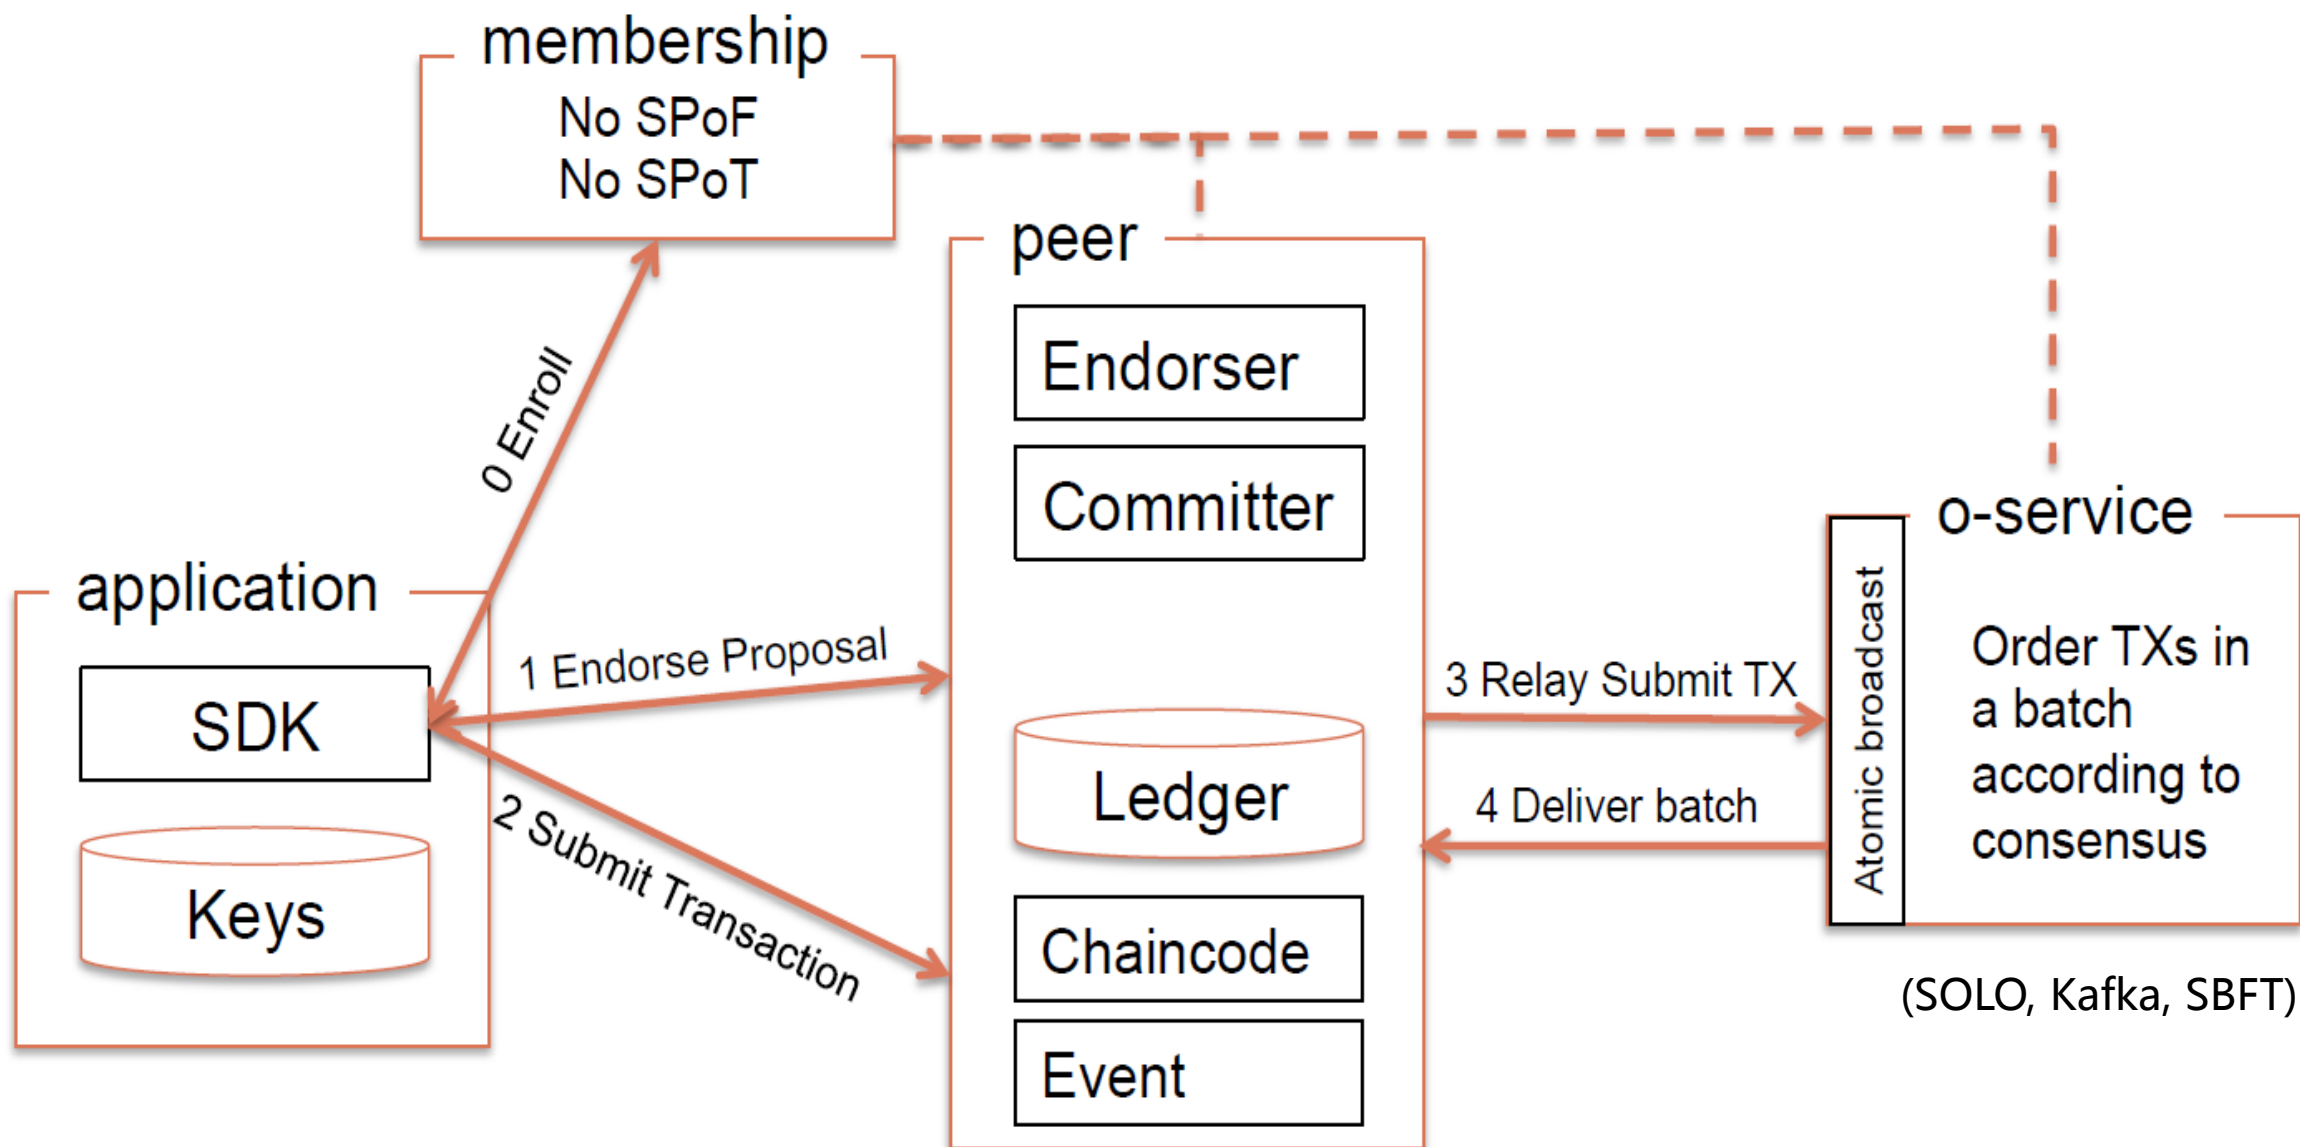 membership
No SPoF
No SPoT
0 Enroll
application
SDK
Keys
1 Endorse Proposal
2 Submit Transaction
peer
Endorser
Committer
Ledger
Chaincode
Event
3 Relay Submit TX
4 Deliver batch
o-service
Atomic broadcast
Order TXs in
a batch
according to
consensus
(SOLO, Kafka, SBFT)